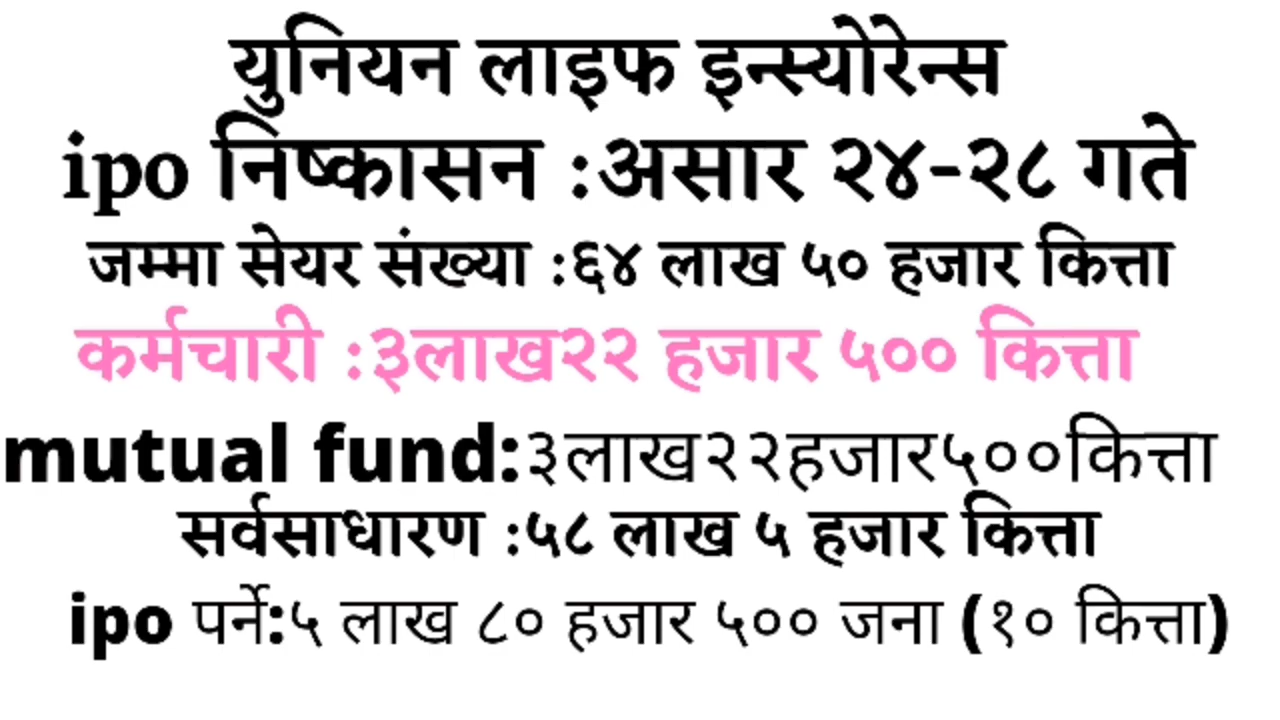 युनियन लाइफ इन्स्योरेन्स
ipo निष्कासन :असार २४-२८ गते
जम्मा सेयर संख्या :६४ लाख ५० हजार कित्ता
कर्मचारी :३लाख२२ हजार ५०० कित्ता
mutual fund:३लाख२२हजार५००कित्ता
सर्वसाधारण :५८ लाख ५ हजार कित्ता
ipo पर्ने:५ लाख ८० हजार ५०० जना (१० कित्ता)